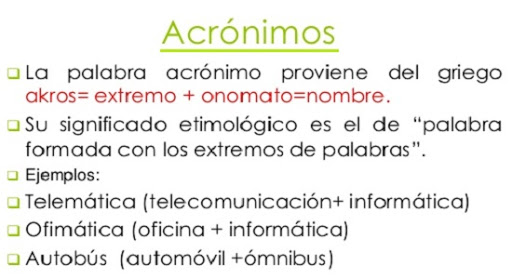 Acrónimos
La palabra acrónimo proviene del griego
akros= extremo + onomato=nombre.
Su significado etimológico es el de “palabra
formada con los extremos de palabras”.
Ejemplos:
Telemática (telecomunicación+ informática)
Ofimática (oficina + informática)
Autobús (automóvil +ómnibus)